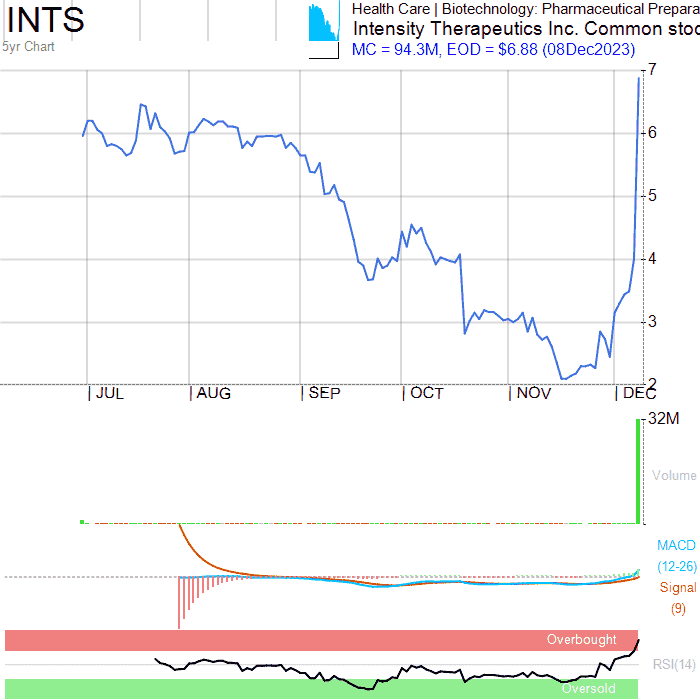 INTS
5yr Chart
Health Care | Biotechnology: Pharmaceutical Prepara
Intensity Therapeutics Inc. Common stoc
MC = 94.3M, EOD = $6.88 (08Dec2023)
7
6
5
4
3
2
JUL AUG SEP OCT NOV DEC
32M
Volume
MACD
(12-26)
Signal
(9)
Overbought
RSI(14)
Oversold